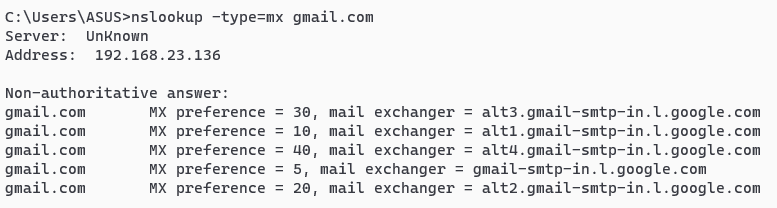 C:\Users\ASUS>nslookup -type=mx gmail.com
Server:  UnKnown
Address:  192.168.23.136

Non-authoritative answer:
gmail.com       MX preference = 30, mail exchanger = alt3.gmail-smtp-in.l.google.com
gmail.com       MX preference = 10, mail exchanger = alt1.gmail-smtp-in.l.google.com
gmail.com       MX preference = 40, mail exchanger = alt4.gmail-smtp-in.l.google.com
gmail.com       MX preference = 5, mail exchanger = gmail-smtp-in.l.google.com
gmail.com       MX preference = 20, mail exchanger = alt2.gmail-smtp-in.l.google.com